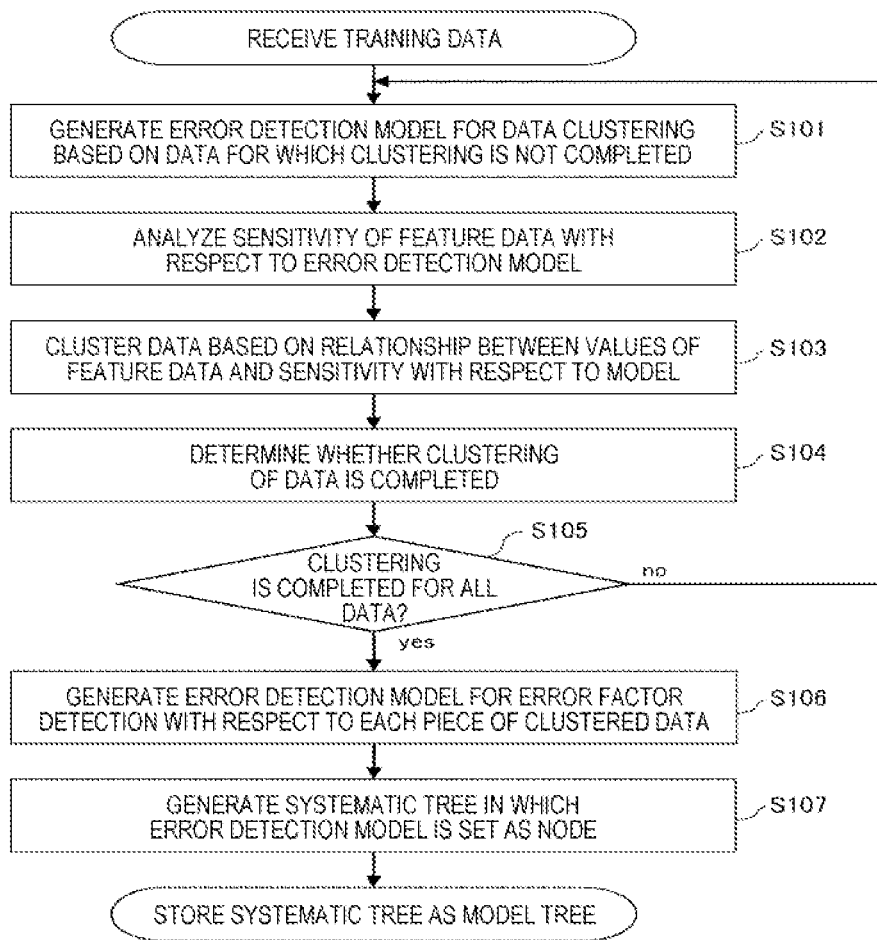 RECEIVE TRAINING DATA
GENERATE ERROR DETECTION MODEL FOR DATA CLUSTERING
BASED ON DATA FOR WHICH CLUSTERING IS NOT COMPLETED
S101
ANALYZE SENSITIVITY OF FEATURE DATA WITH
RESPECT TO ERROR DETECTION MODEL
S102
CLUSTER DATA BASED ON RELATIONSHIP BETWEEN VALUES OF
FEATURE DATA AND SENSITIVITY WITH RESPECT TO MODEL
S103
DETERMINE WHETHER CLUSTERING
OF DATA IS COMPLETED
S104
S105
CLUSTERING
IS COMPLETED FOR ALL
DATA?
no
yes
GENERATE ERROR DETECTION MODEL FOR ERROR FACTOR
DETECTION WITH RESPECT TO EACH PIECE OF CLUSTERED DATA
S106
GENERATE SYSTEMATIC TREE IN WHICH
ERROR DETECTION MODEL IS SET AS NODE
S107
STORE SYSTEMATIC TREE AS MODEL TREE